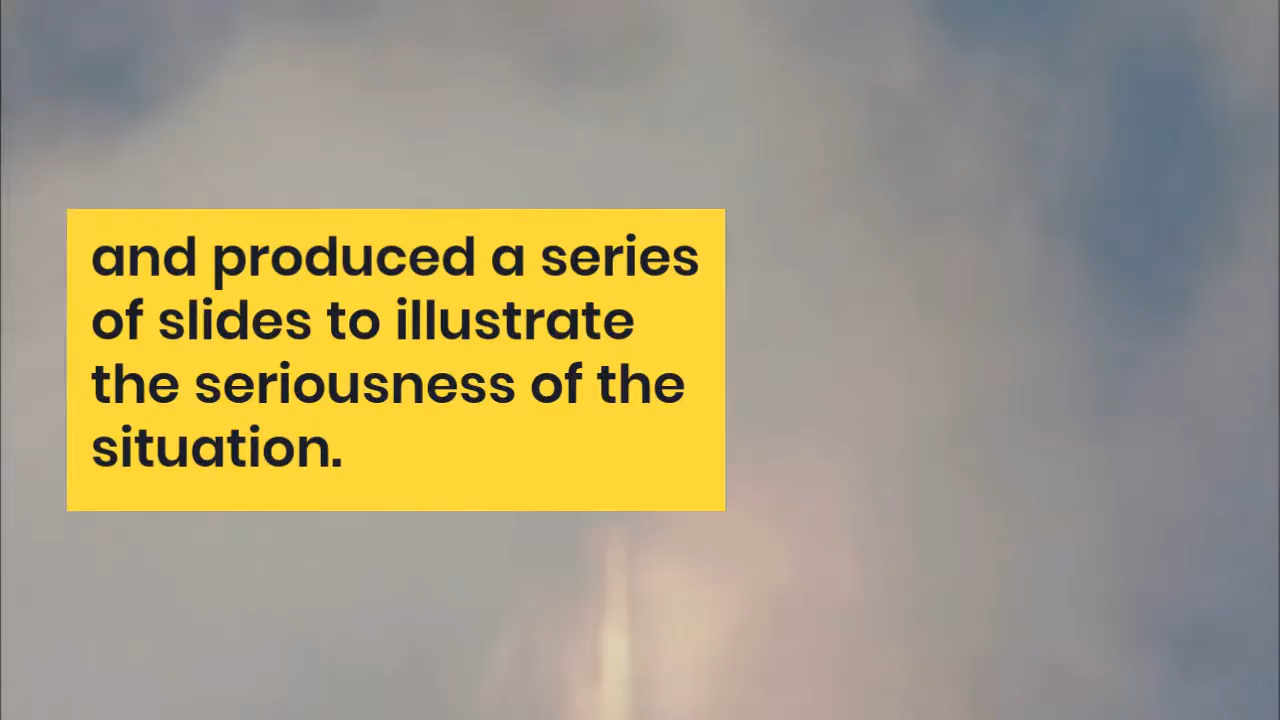 and produced a series
of slides to illustrate
the seriousness of the
situation.